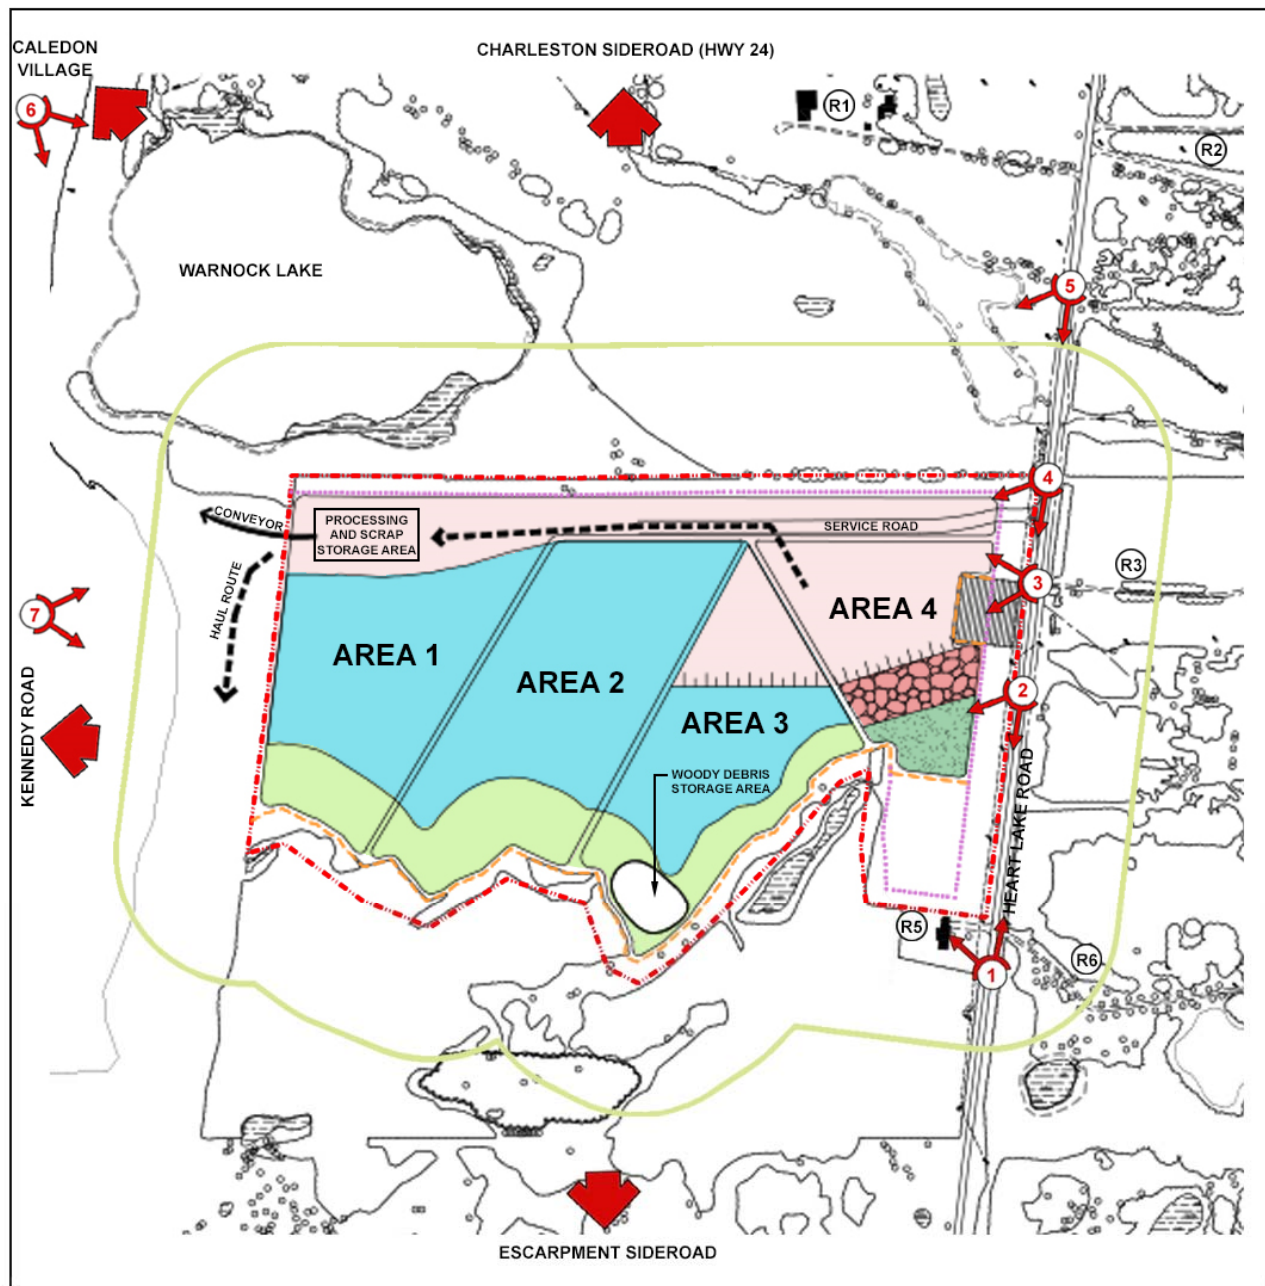 CALEDON
VILLAGE
CHARLESTON SIDEROAD (HWY 24)
6
R1
R2
WARNOCK LAKE
5
4
CONVEYOR
PROCESSING
AND SCRAP
STORAGE AREA
SERVICE ROAD
HAUL ROUTE
3
R3
7
AREA 1
AREA 2
AREA 4
2
AREA 3
KENNEDY ROAD
WOODY DEBRIS
STORAGE AREA
HEART LAKE ROAD
R5
1
R6
ESCARPMENT SIDEROAD